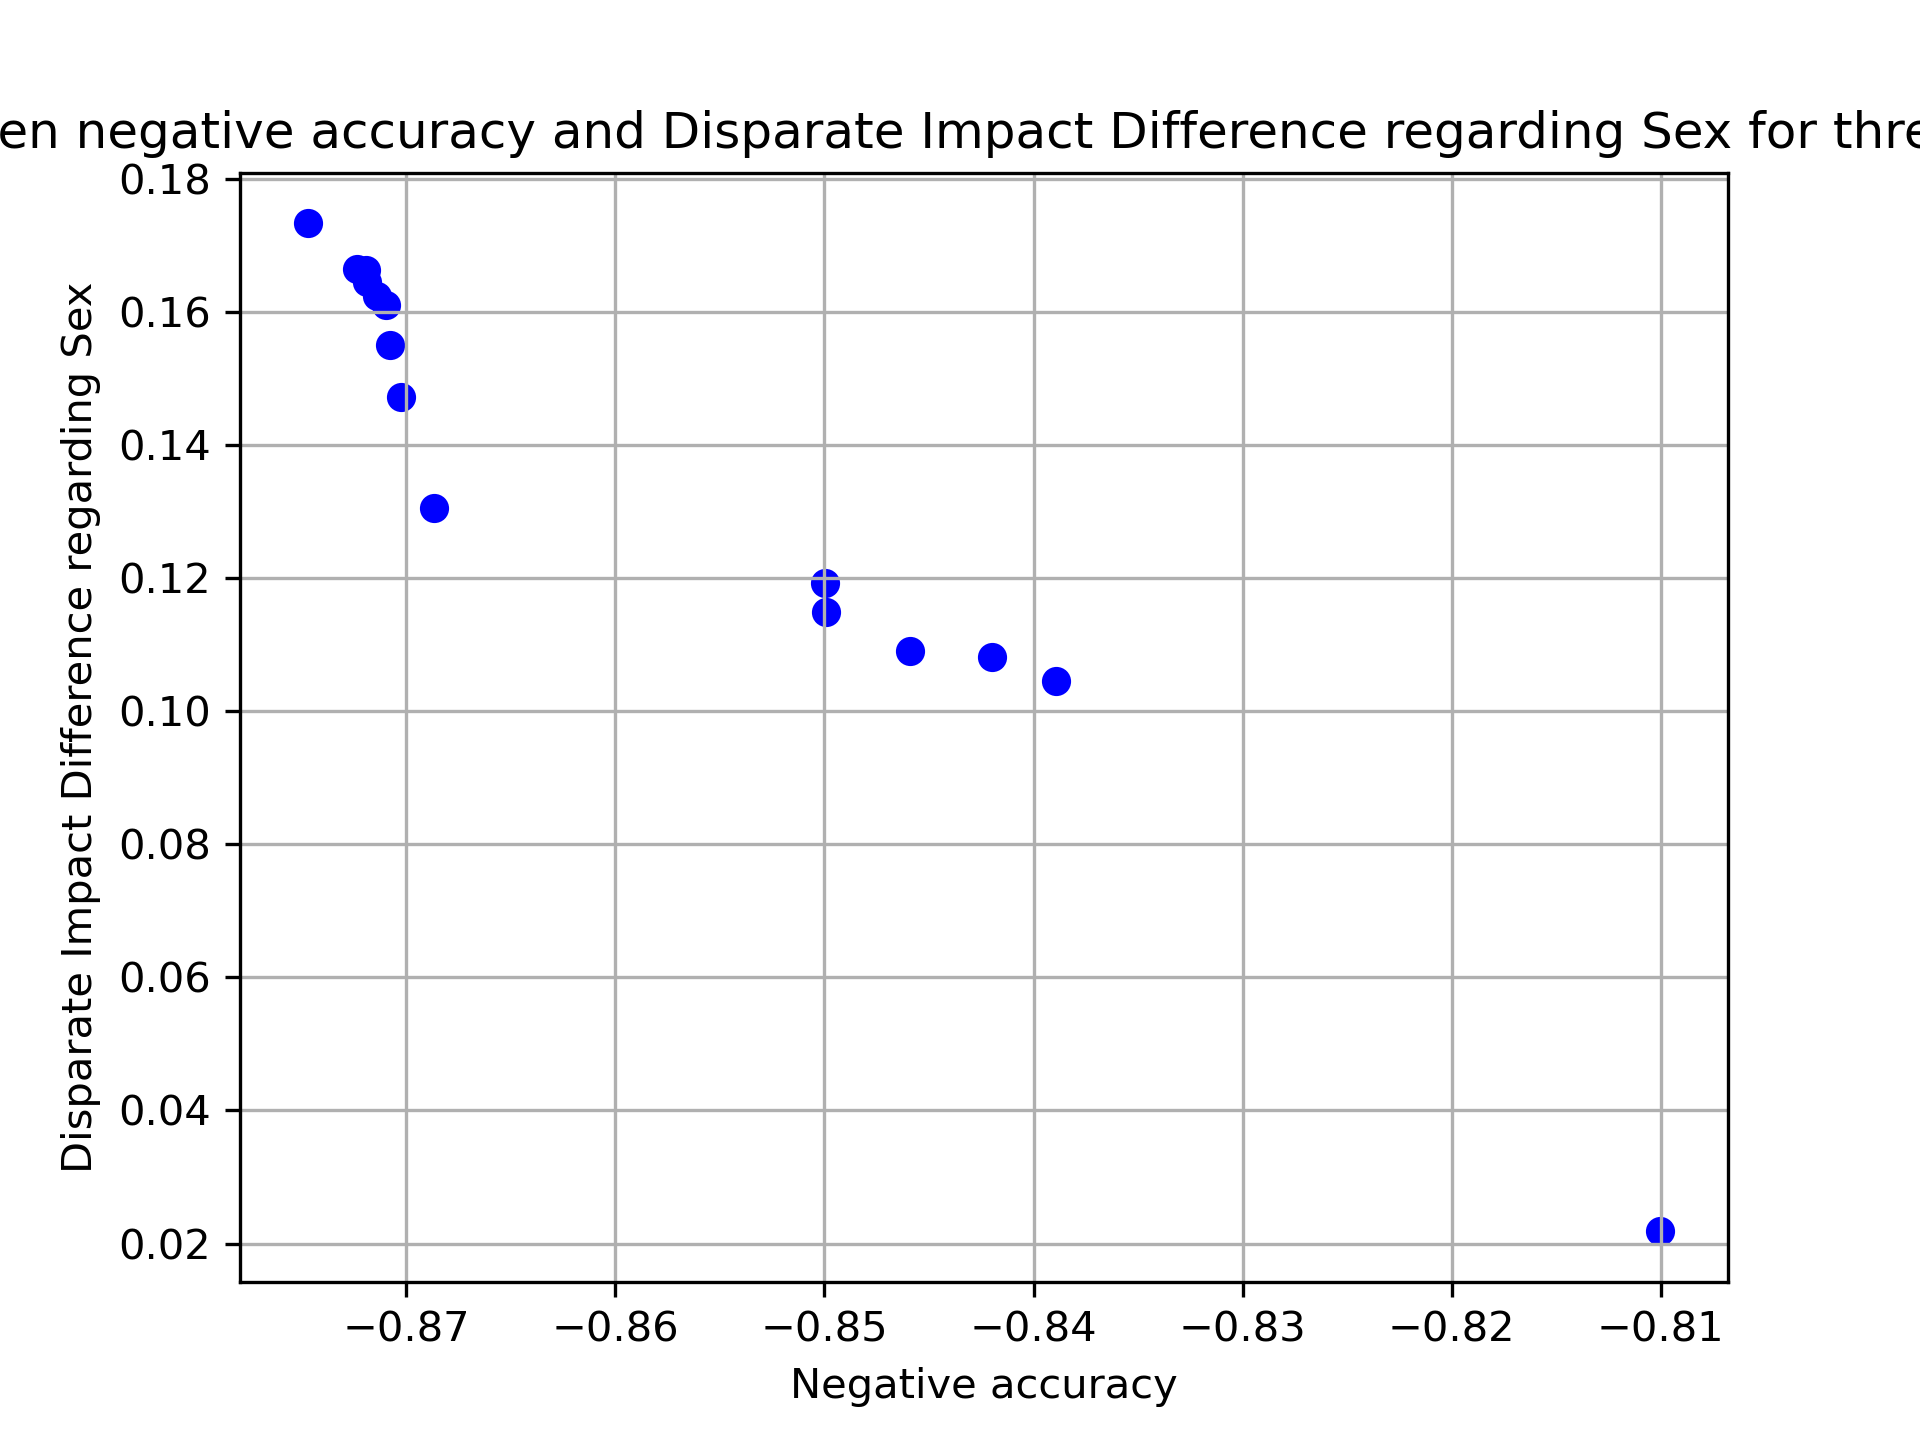 en negative accuracy and Disparate Impact Difference regarding Sex for thre
0.18
0.16
0.14
0.12
0.10
0.08
0.06
0.04
0.02
Disparate Impact Difference regarding Sex
−0.87 −0.86 −0.85 −0.84 −0.83 −0.82 −0.81
Negative accuracy